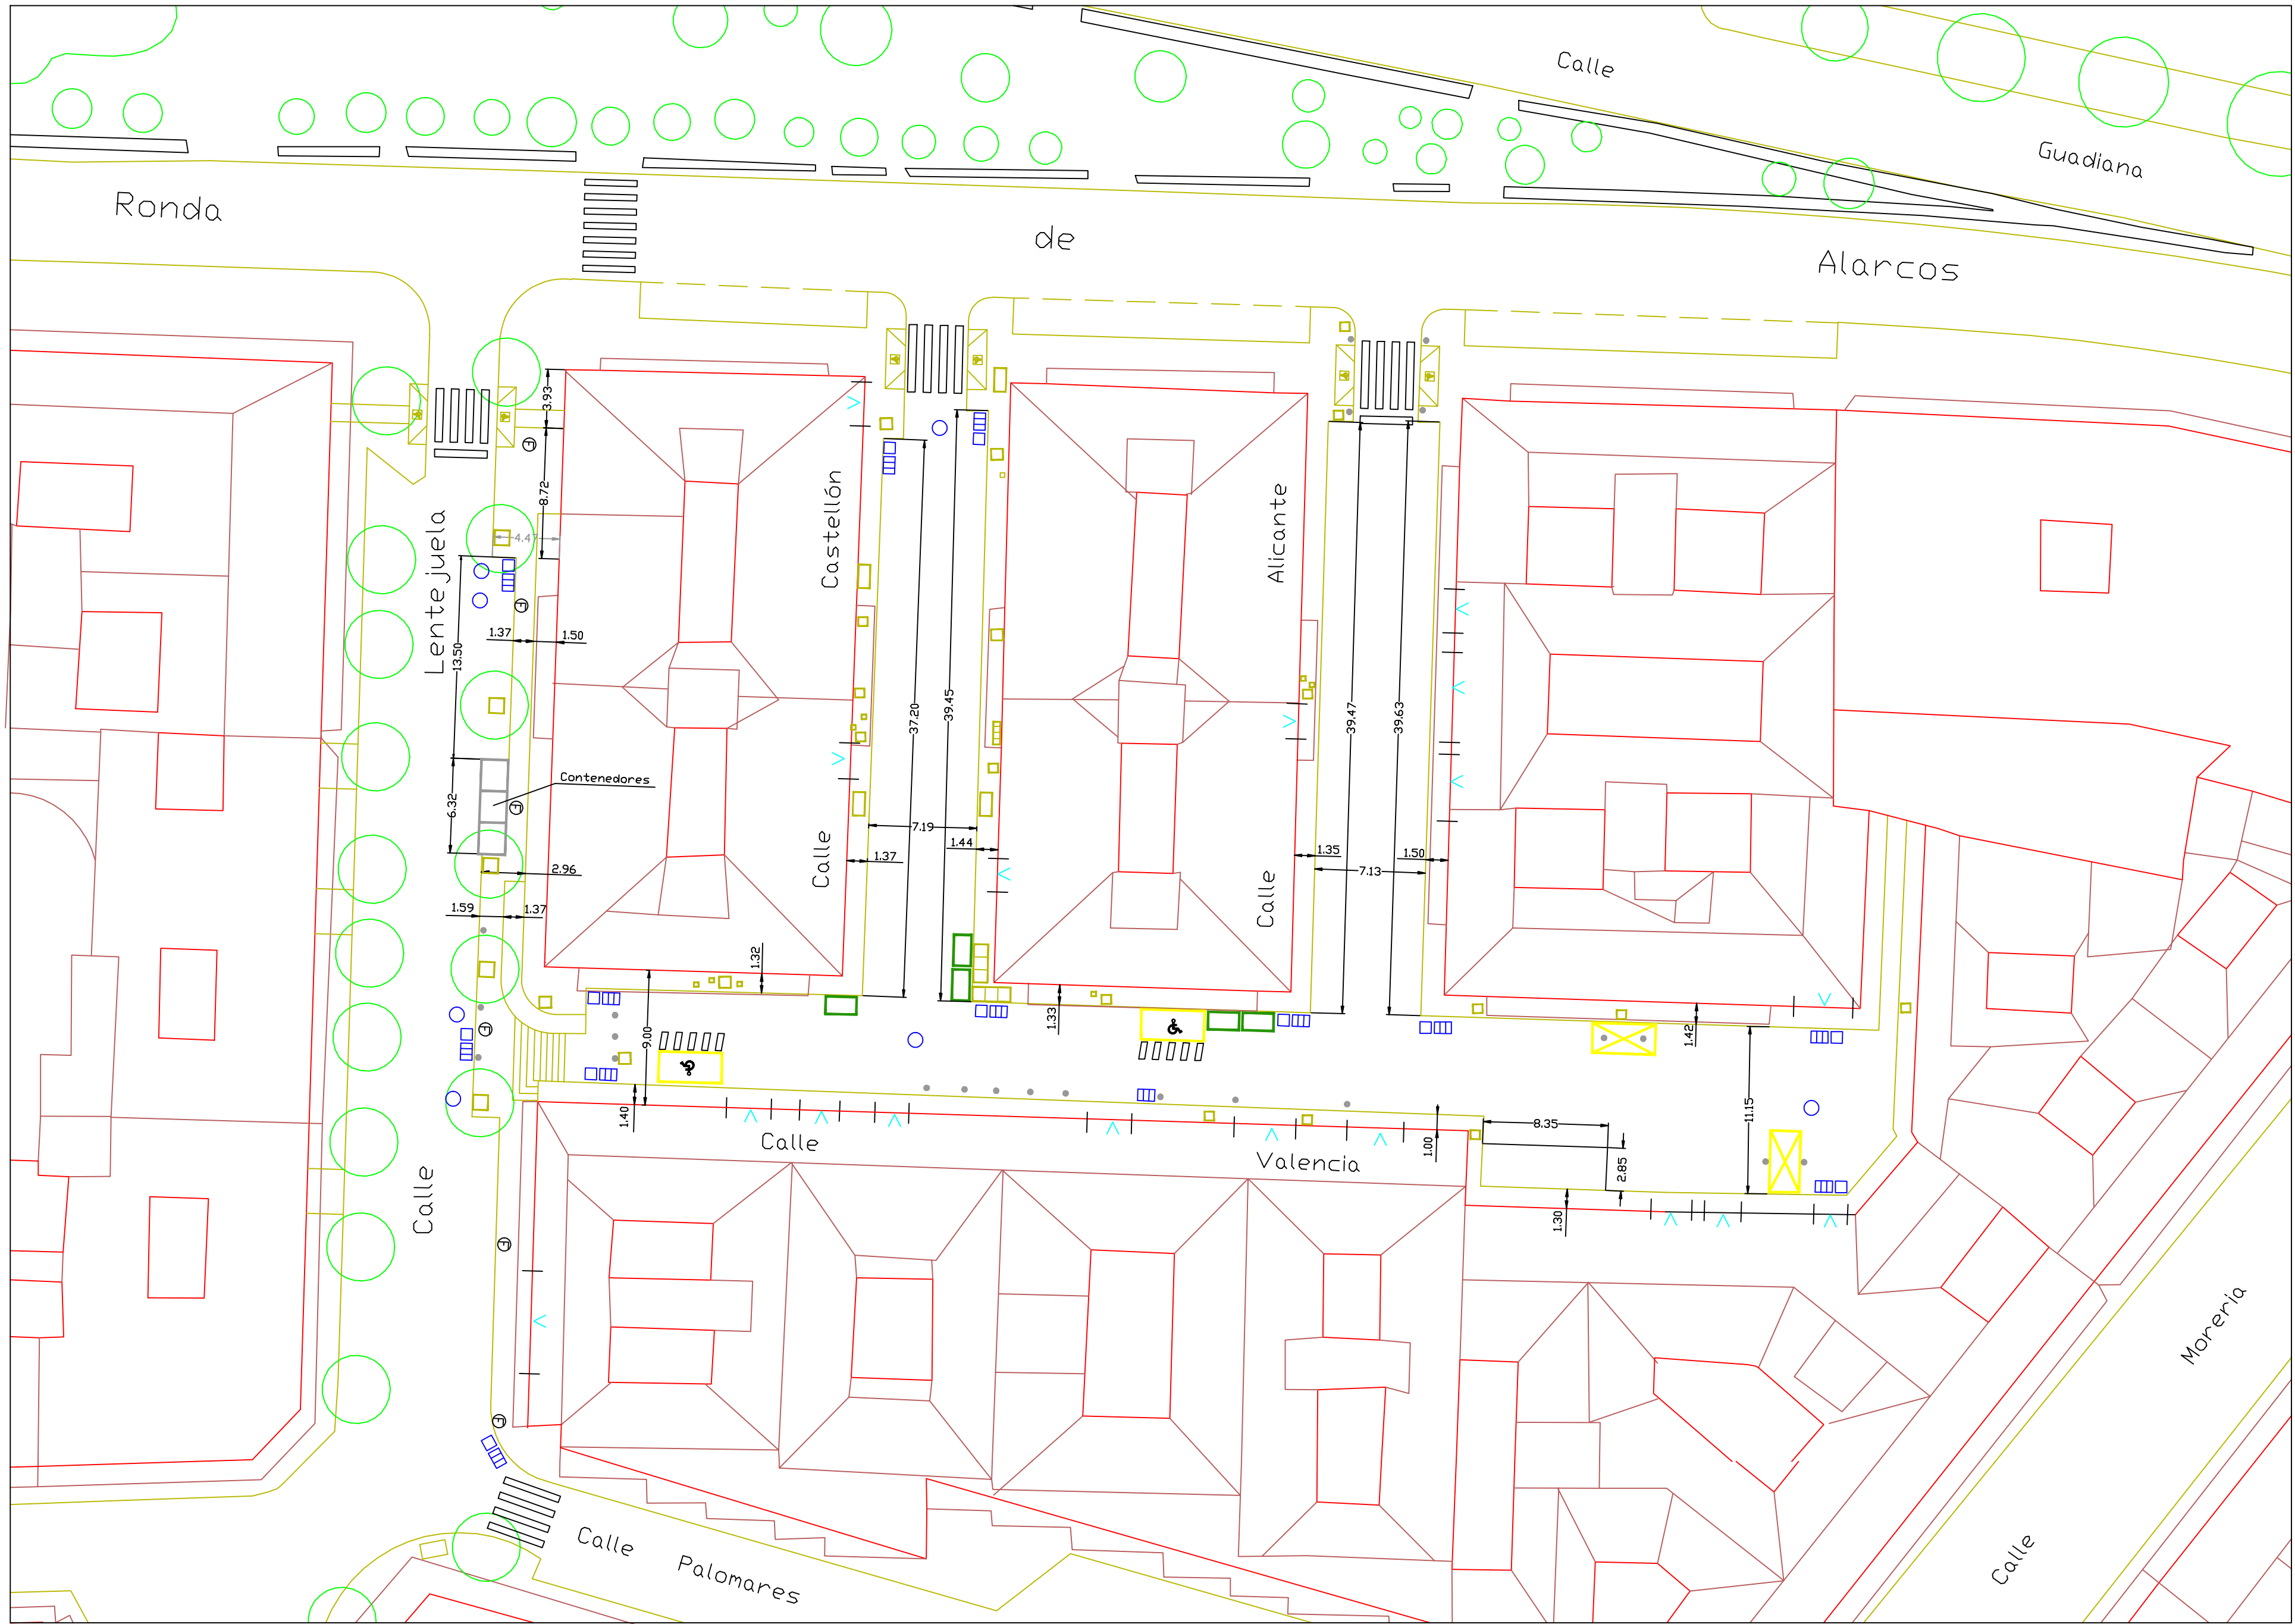 Calle
Guadiana
Ronda
de
Alarcos
3.93
8.72
4.47
Lentejuela
Castellón
Alicante
1.37
1.50
13.50
37.20
39.45
39.47
39.63
Contenedores
6.32
7.19
1.44
1.37
Calle
1.35
1.50
7.13
2.96
Calle
1.59
1.37
1.32
9.00
1.33
1.42
1.40
11.15
Calle
Valencia
1.00
8.35
2.85
1.30
Calle
Moreria
Calle
Palomares
Calle